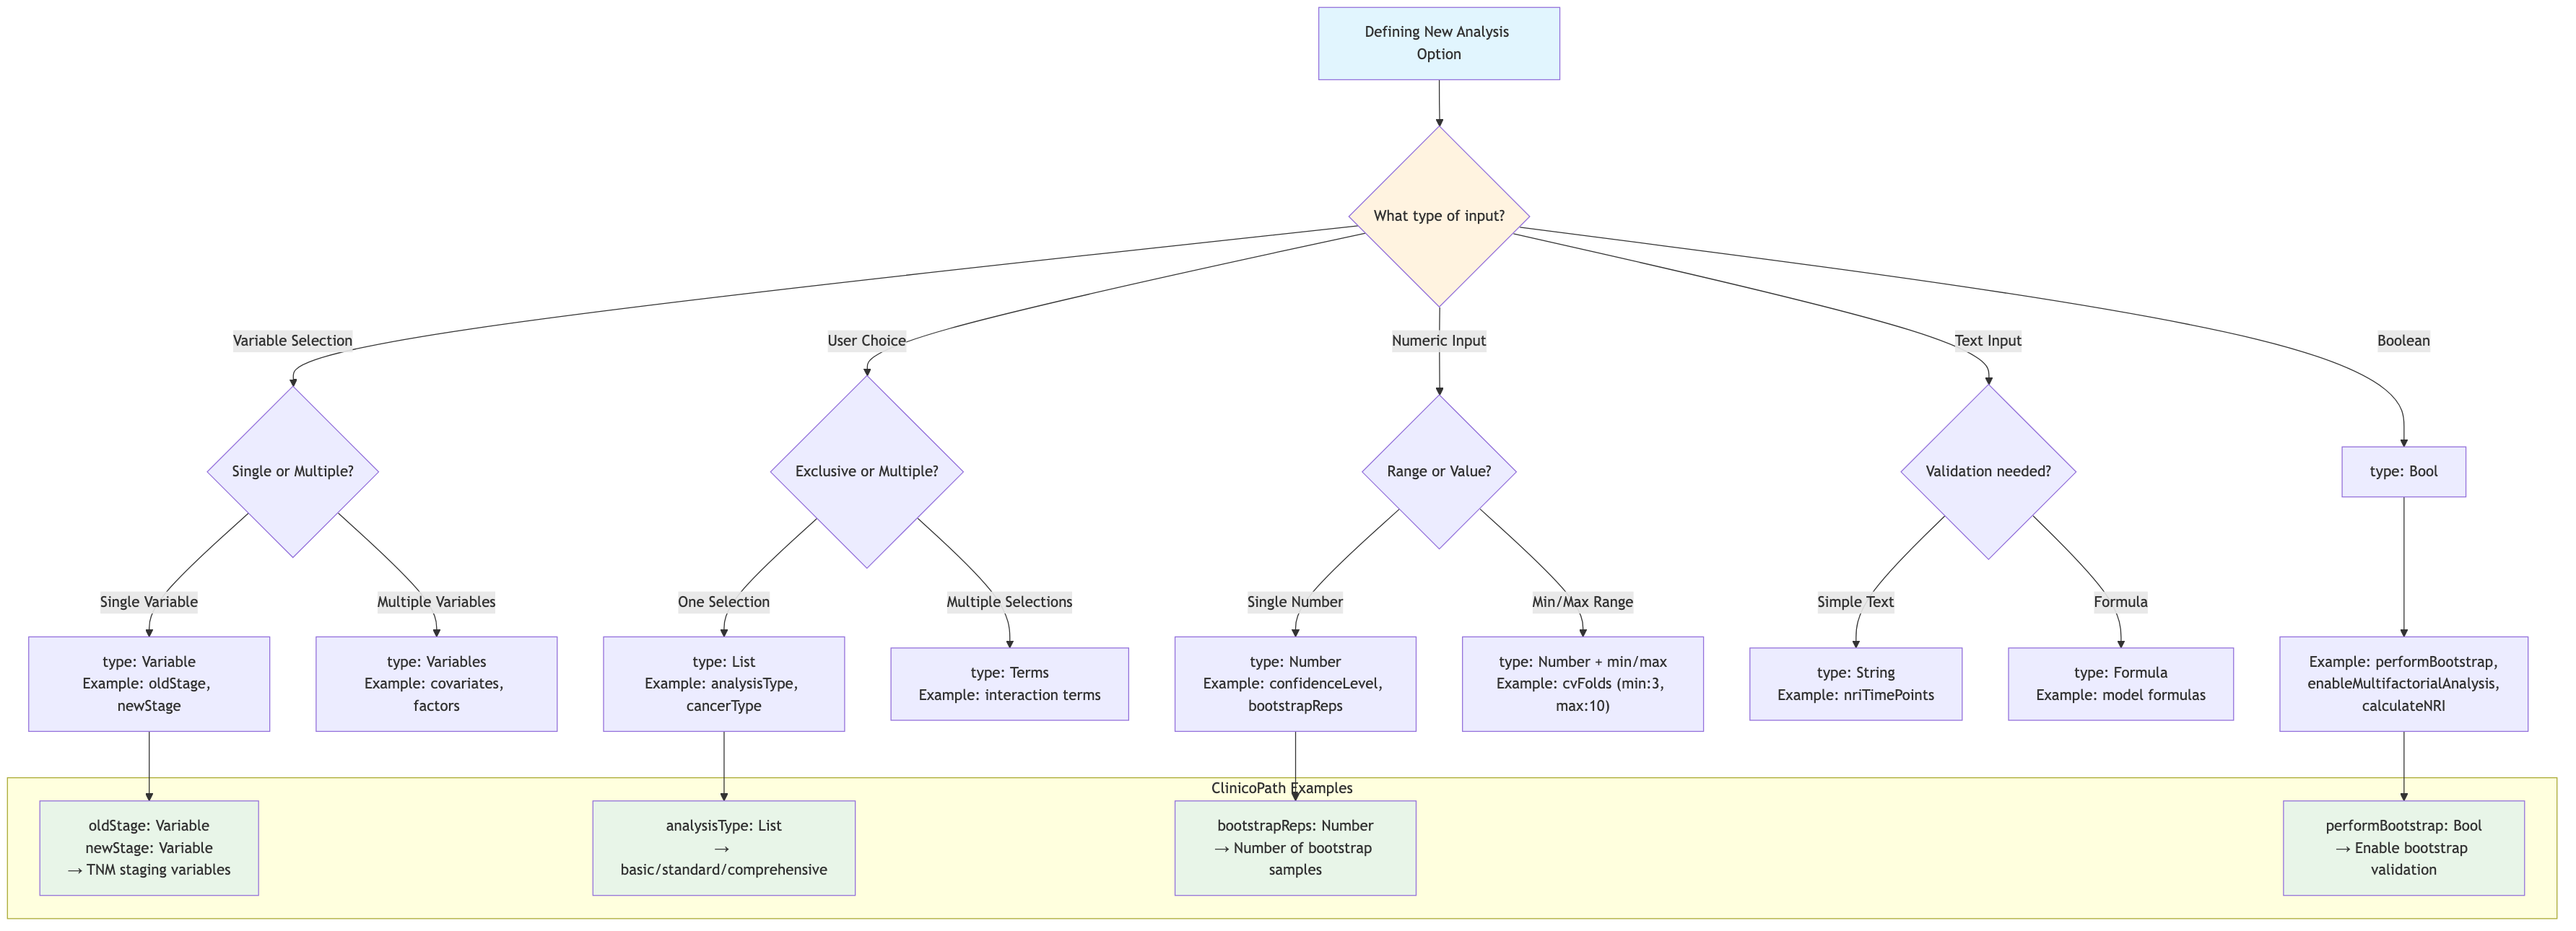 Defining New Analysis
Option
What type of input?
Variable Selection
User Choice
Numeric Input
Text Input
Boolean
Single or Multiple?
Exclusive or Multiple?
Range or Value?
Validation needed?
type: Bool
Single Variable
Multiple Variables
One Selection
Multiple Selections
Single Number
Min/Max Range
Simple Text
Formula
type: Variable
Example: oldStage,
newStage
type: Variables
Example: covariates,
factors
type: List
Example: analysisType,
cancerType
type: Terms
Example: interaction terms
type: Number
Example: confidenceLevel,
bootstrapReps
type: Number + min/max
Example: cvFolds (min:3,
max:10)
type: String
Example: nriTimePoints
type: Formula
Example: model formulas
Example: performBootstrap,
enableMultifactorialAnalysis,
calculateNRI
ClinicoPath Examples
oldStage: Variable
newStage: Variable
→ TNM staging variables
analysisType: List
→
basic/standard/comprehensive
bootstrapReps: Number
→ Number of bootstrap
samples
performBootstrap: Bool
→ Enable bootstrap
validation